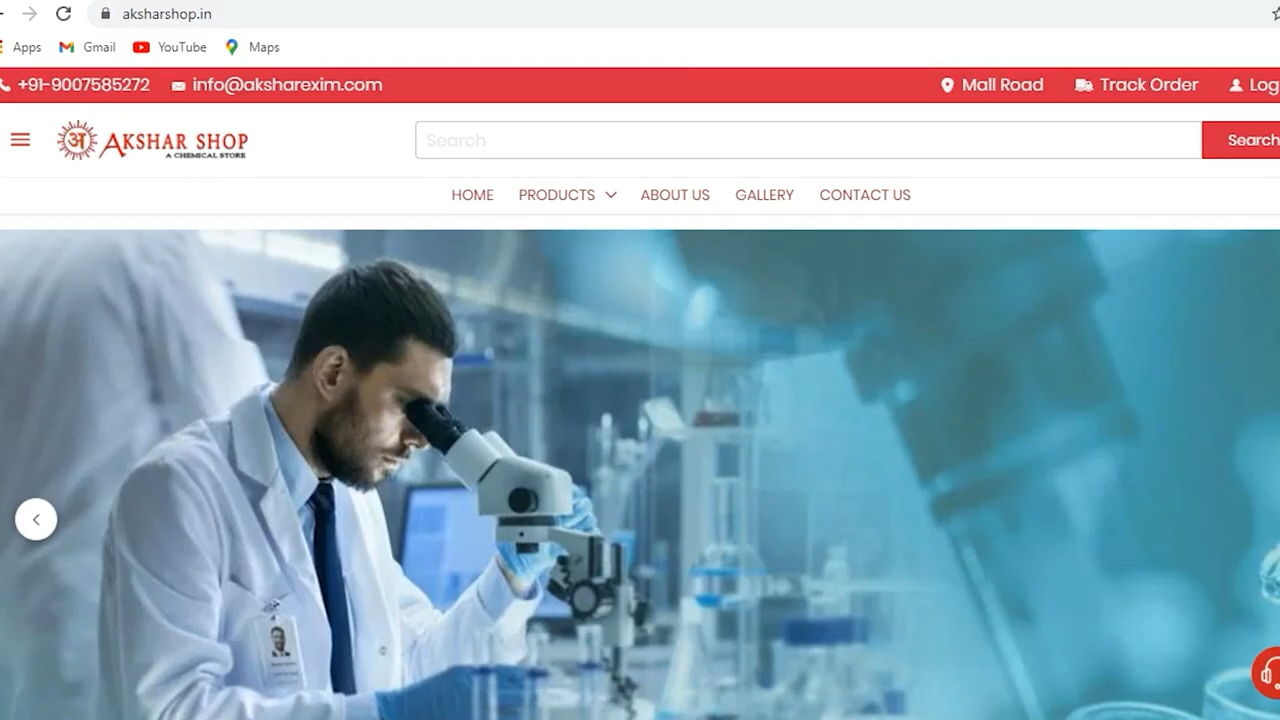 aksharshop.in
Apps Gmail YouTube Maps
+91-9007585272 info@aksharexim.com Mall Road Track Order Log
अ AKSHAR SHOP Search Search
A CHEMICAL STORE
HOME PRODUCTS ABOUT US GALLERY CONTACT US